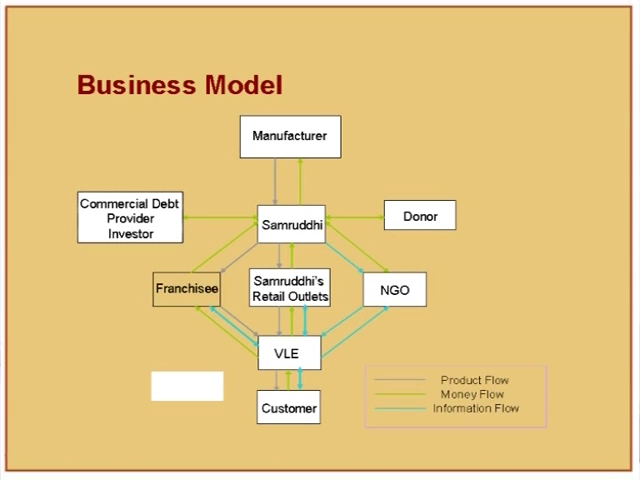 Business Model
Manufacturer
Commercial Debt
Provider
Investor
Samruddhi
Donor
Franchisee
Samruddhi's
Retail Outlets
NGO
VLE
Customer
Product Flow
Money Flow
Information Flow